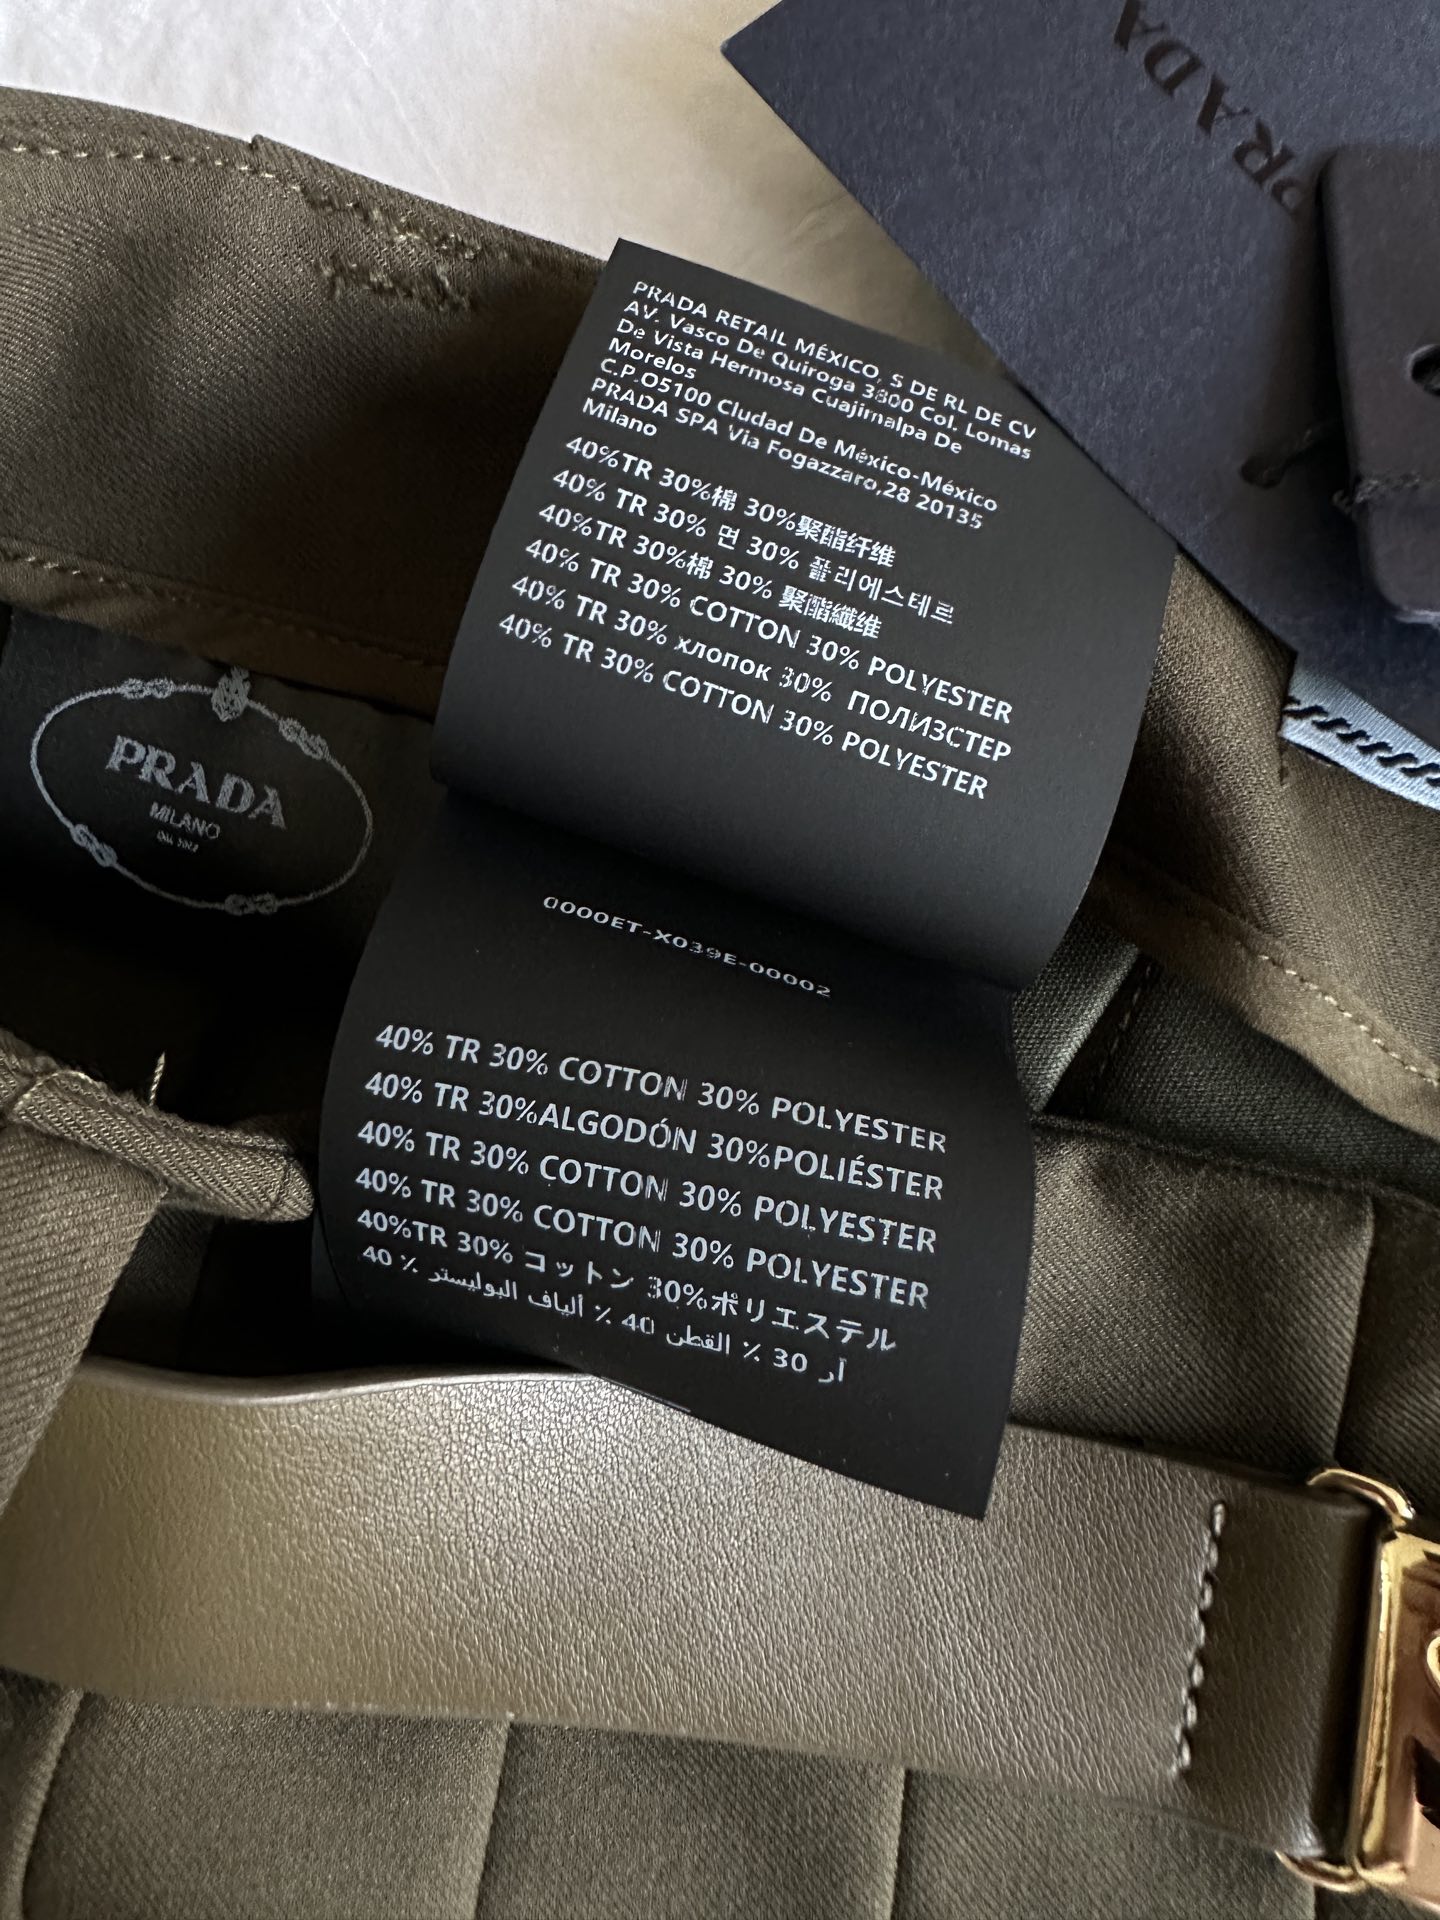 PRADA
PRADA RETAIL MÉXICO, S DE RL DE CV
AV. Vasco De Quiroga 3800 Col. Lomas
De Vista Hermosa Cuajimalpa De
Morelos
C.P.O5100 Cludad De México-México
PRADA SPA Via Fogazzaro,28 20135
Milano
40%TR 30%棉 30%聚酯纤维
40% TR 30% 면 30% 폴리에스테르
40%TR 30%棉 30% 聚酯纖维
40% TR 30% COTTON 30% POLYESTER
40% TR 30% хлопок 30% ПОЛИЗСТЕР
40% TR 30% COTTON 30% POLYESTER
PRADA
MILANO
0000ET-X039E-00002
40% TR 30% COTTON 30% POLYESTER
40% TR 30%ALGODÓN 30%POLIÉSTER
40% TR 30% COTTON 30% POLYESTER
40% TR 30% COTTON 30% POLYESTER
40%TR 30% コットン 30%ポリエステル
40 ٪ آر 30 ٪ القطن 40 ٪ ألياف البوليستر